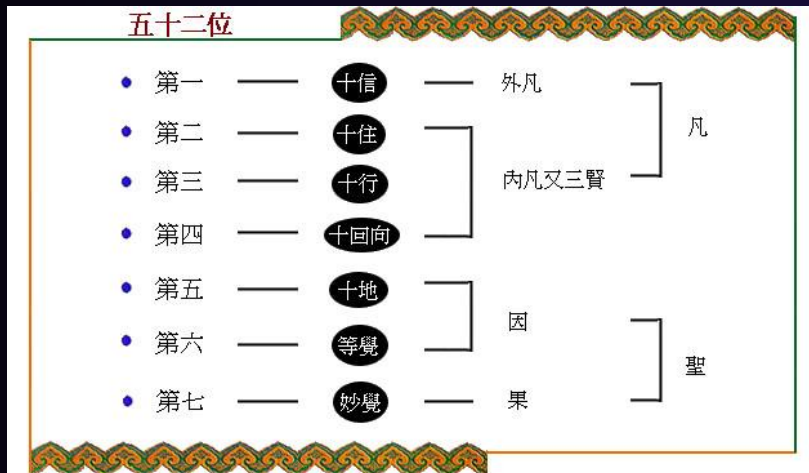 五十二位
第一 十信 外凡
第二 十住
凡
第三 十行 內凡又三賢
第四 十回向
第五 十地
因
第六 等覺
聖
第七 妙覺 果